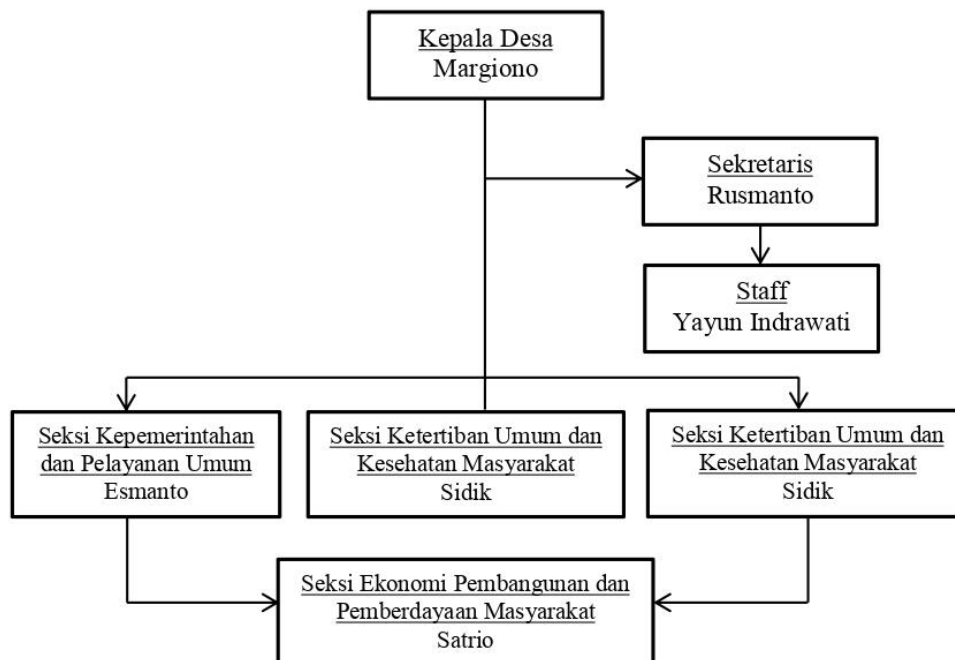 Kepala Desa
Margiono
Sekretaris
Rusmanto
Staff
Yayun Indrawati
Seksi Kepemerintahan
dan Pelayanan Umum
Esmanto
Seksi Ketertiban Umum dan
Kesehatan Masyarakat
Sidik
Seksi Ketertiban Umum dan
Kesehatan Masyarakat
Sidik
Seksi Ekonomi Pembangunan dan
Pemberdayaan Masyarakat
Satrio